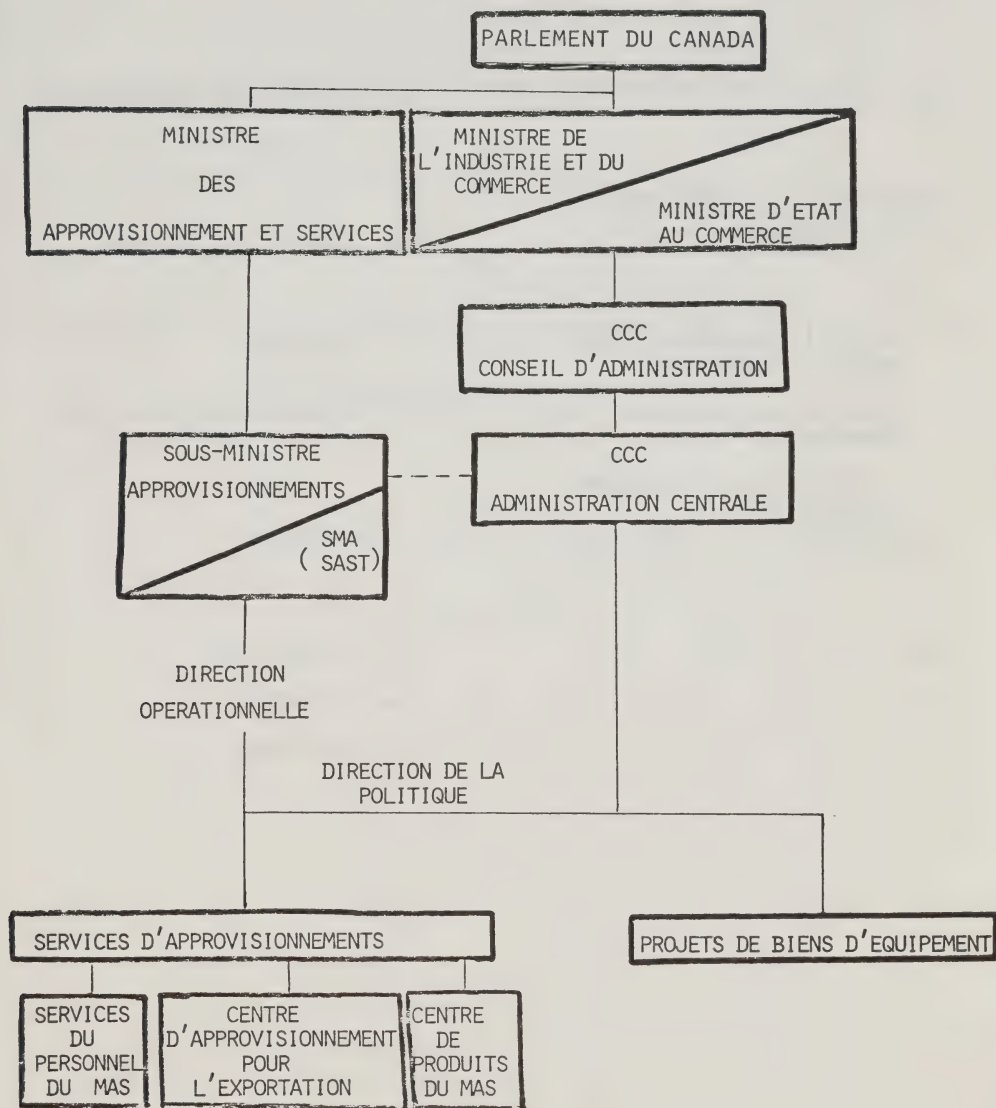 PARLEMENT DU CANADA
MINISTRE
DES
APPROVISIONNEMENT ET SERVICES
MINISTRE DE
L'INDUSTRIE ET DU
COMMERCE
MINISTRE D'ETAT
AU COMMERCE
CCC
CONSEIL D'ADMINISTRATION
SOUS-MINISTRE
APPROVISIONNEMENTS
SMA
( SAST)
CCC
ADMINISTRATION CENTRALE
DIRECTION
OPERATIONNELLE
DIRECTION DE LA
POLITIQUE
SERVICES D'APPROVISIONNEMENTS
PROJETS DE BIENS D'EQUIPEMENT
SERVICES
DU
PERSONNEL
DU MAS
CENTRE
D'APPROVISIONNEMENT
POUR
L'EXPORTATION
CENTRE
DE
PRODUITS
DU MAS